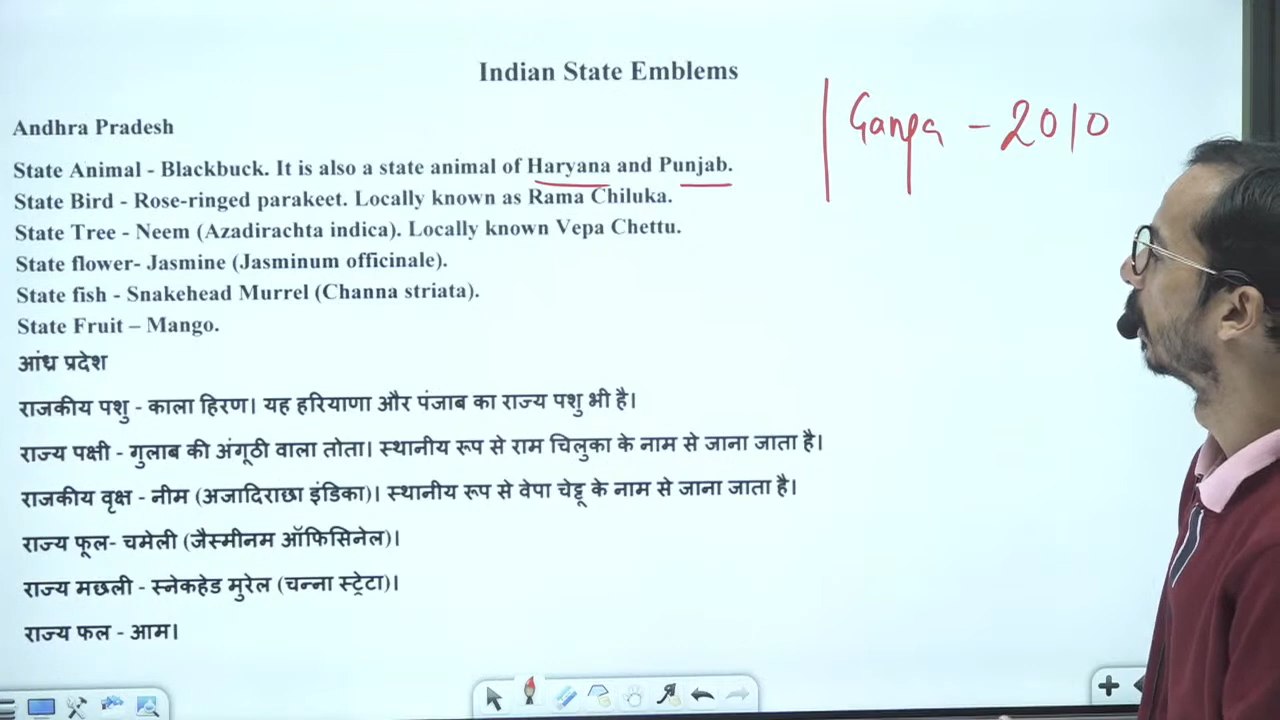 Indian State Emblems
Ganga - 2010
Andhra Pradesh
State Animal - Blackbuck. It is also a state animal of Haryana and Punjab.
State Bird - Rose-ringed parakeet. Locally known as Rama Chiluka.
State Tree - Neem (Azadirachta indica). Locally known Vepa Chettu.
State flower- Jasmine (Jasminum officinale).
State fish - Snakehead Murrel (Channa striata).
State Fruit – Mango.
आंध्र प्रदेश
राजकीय पशु - काला हिरण। यह हरियाणा और पंजाब का राज्य पशु भी है।
राज्य पक्षी - गुलाब की अंगूठी वाला तोता। स्थानीय रूप से राम चिलुका के नाम से जाना जाता है।
राजकीय वृक्ष - नीम (अजादिराछा इंडिका)। स्थानीय रूप से वेपा चेट्टू के नाम से जाना जाता है।
राज्य फूल- चमेली (जैस्मीनम ऑफिसिनेल)।
राज्य मछली - स्नेकहेड मुरेल (चन्ना स्ट्रेटा)।
राज्य फल - आम।